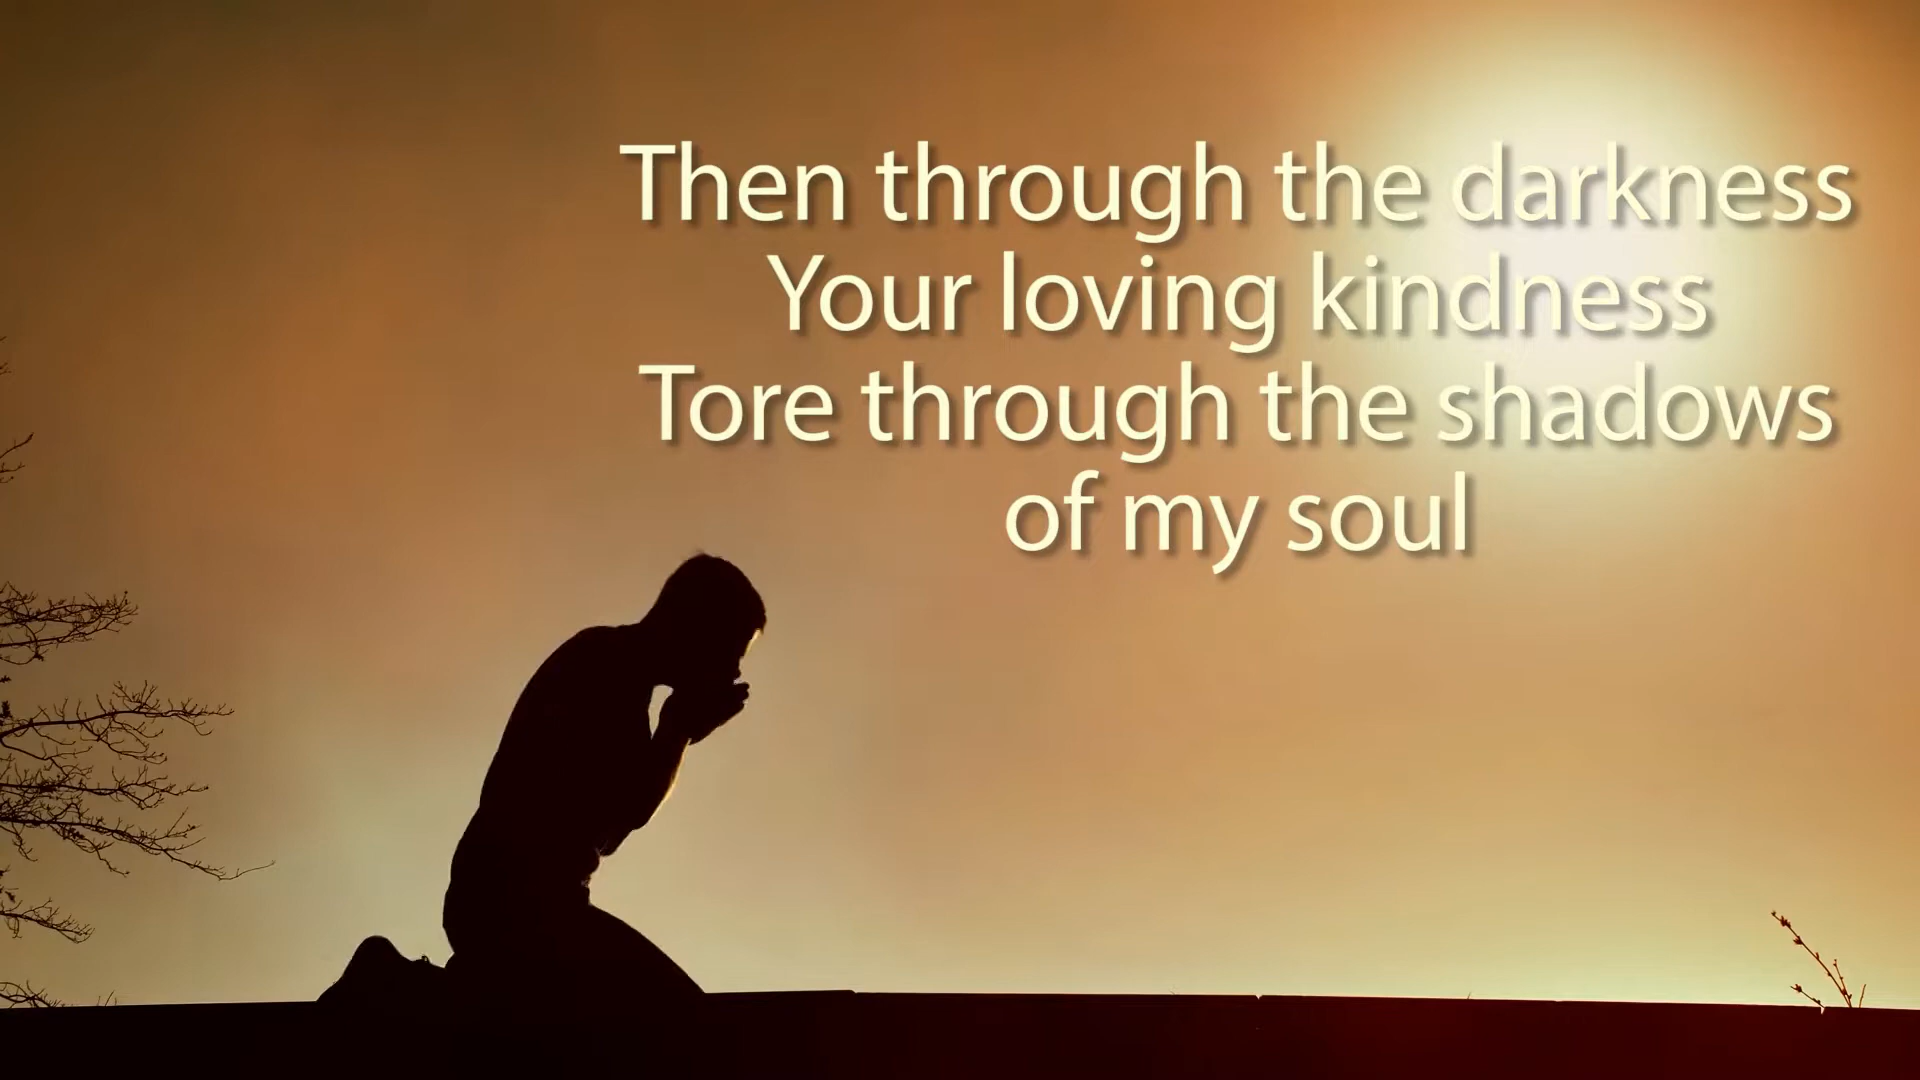 Then through the darkness
Your loving kindness
Tore through the shadows
of my soul